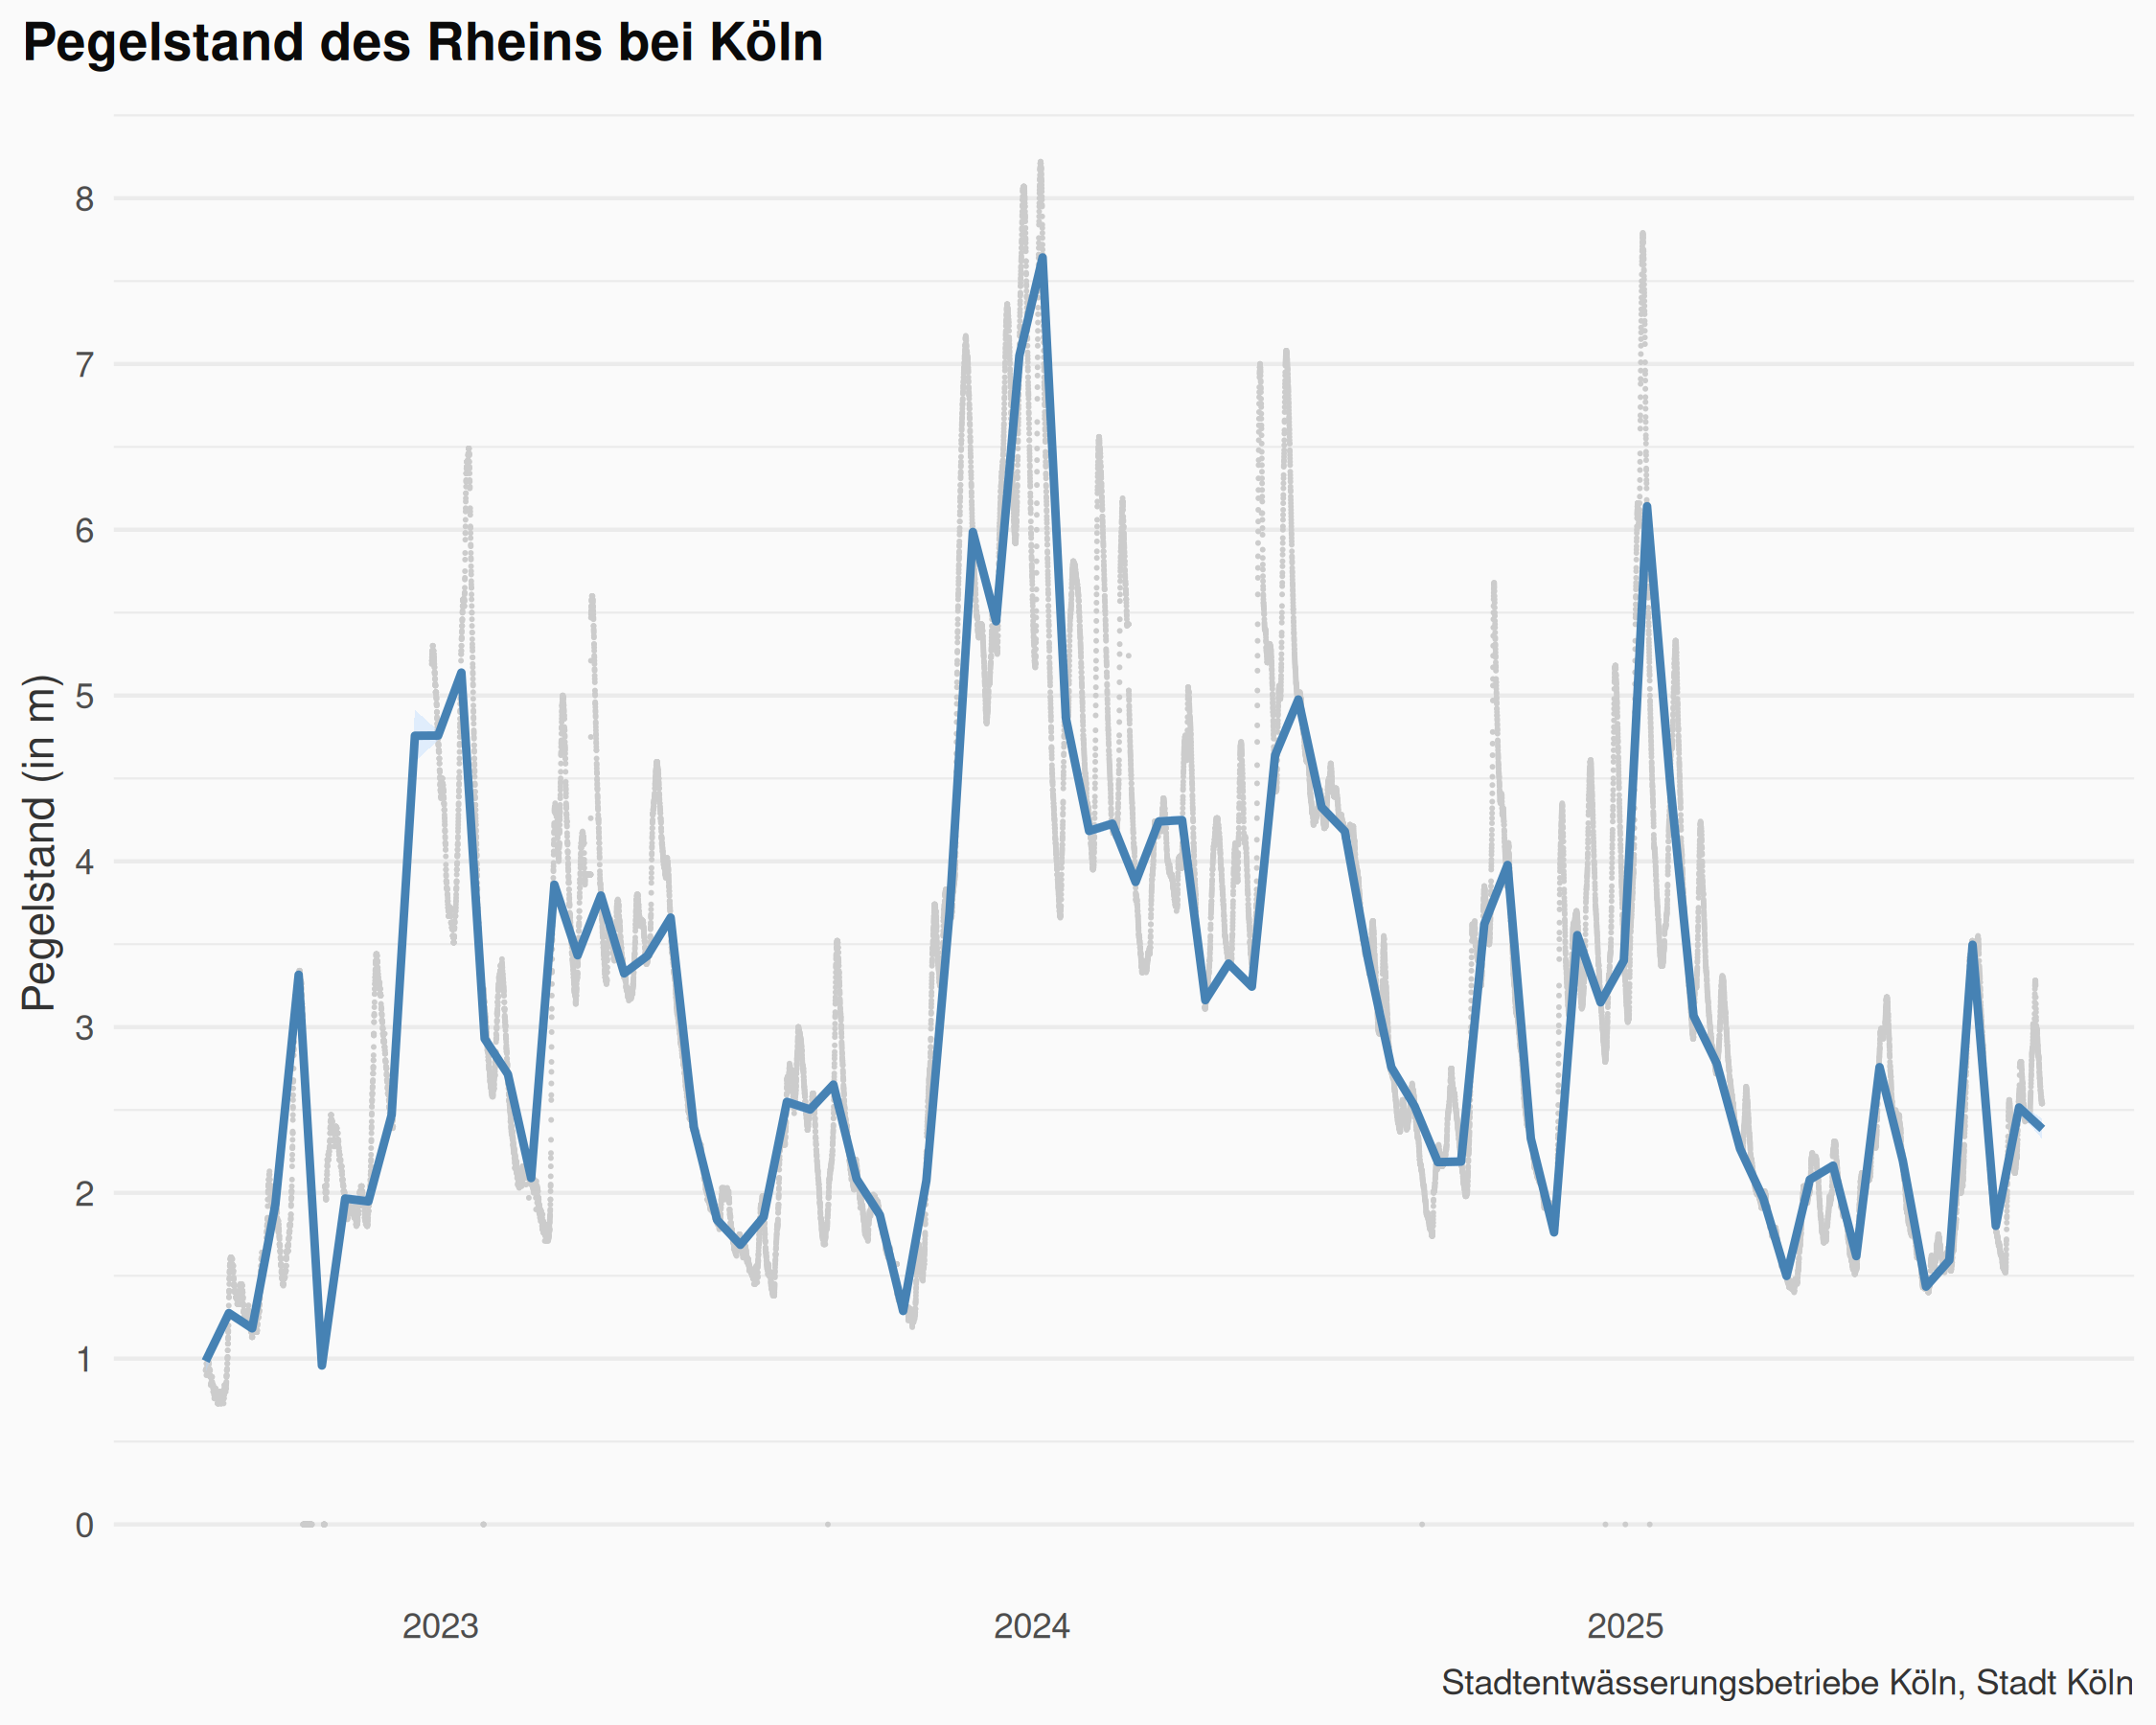 Pegelstand des Rheins bei Köln
Pegelstand (in m)
8
7
6
5
4
3
2
1
0
2023 2024 2025
Stadtentwässerungsbetriebe Köln, Stadt Köln